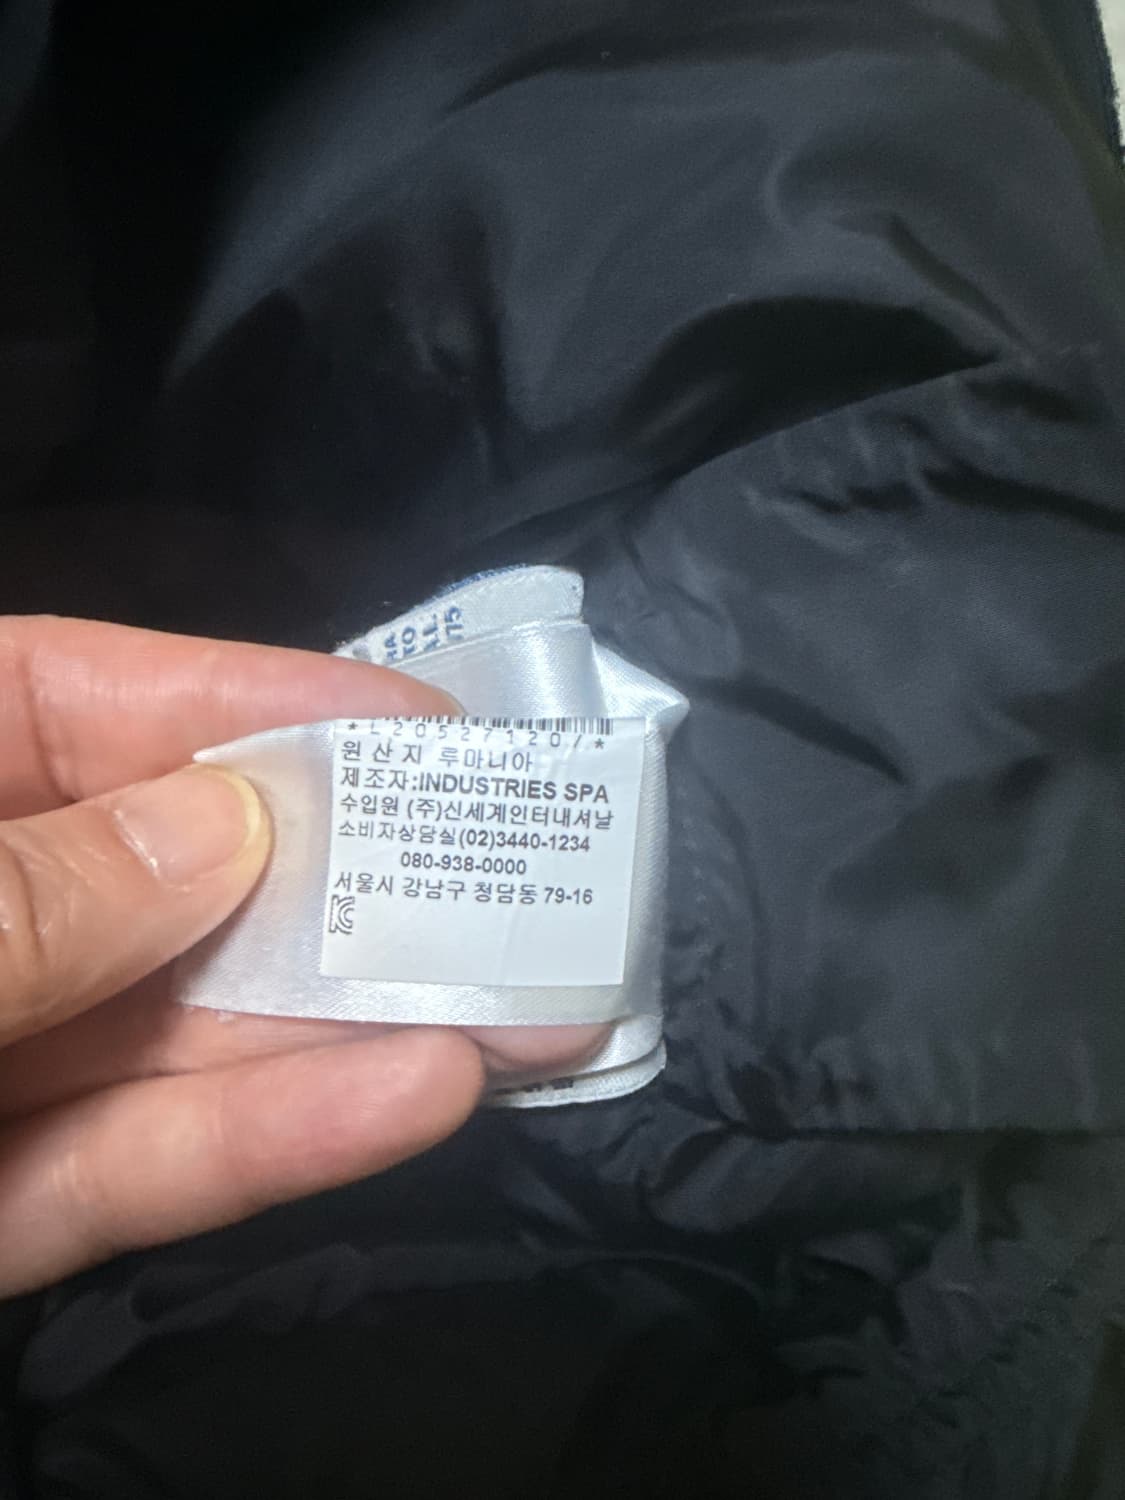 75
* L205271207*
원산지 루마니아
제조자:INDUSTRIES SPA
수입원 (주)신세계인터내셔날
소비자상담실(02)3440-1234
080-938-0000
서울시 강남구 청담동 79-16